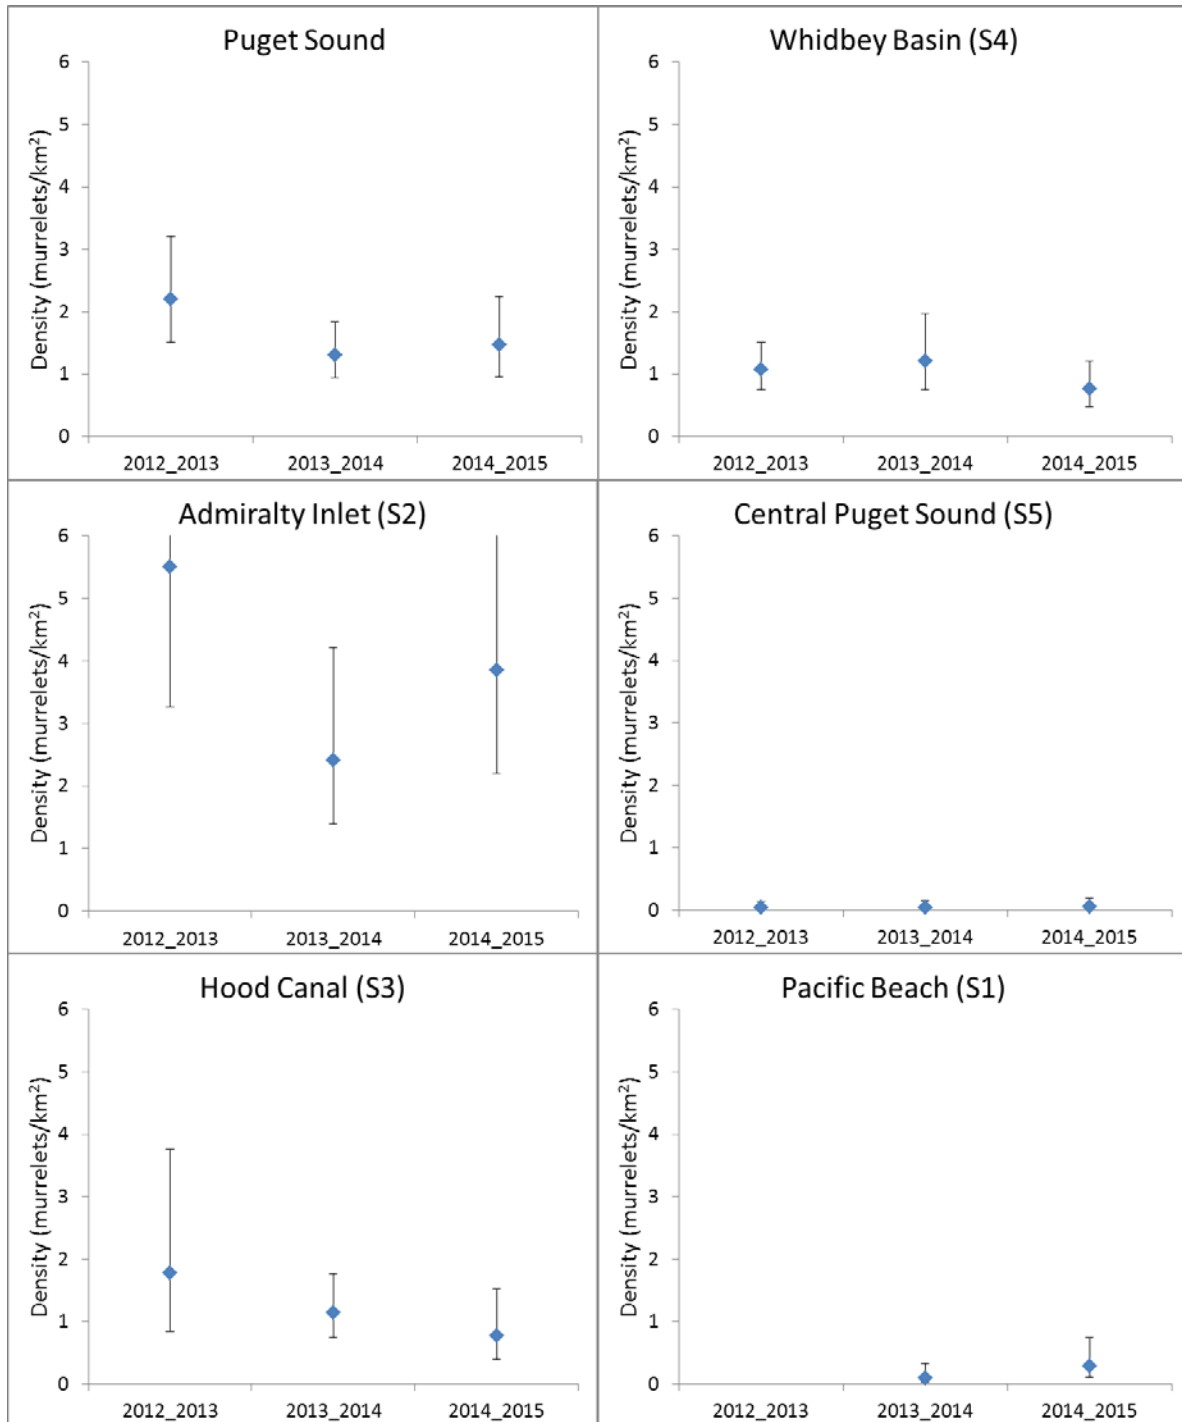 Puget Sound
Density (murrelets/km²)
6
5
4
3
2
1
0
2012_2013 2013_2014 2014_2015
Whidbey Basin (S4)
Density (murrelets/km²)
6
5
4
3
2
1
0
2012_2013 2013_2014 2014_2015
Admiralty Inlet (S2)
Density (murrelets/km²)
6
5
4
3
2
1
0
2012_2013 2013_2014 2014_2015
Central Puget Sound (S5)
Density (murrelets/km²)
6
5
4
3
2
1
0
2012_2013 2013_2014 2014_2015
Hood Canal (S3)
Density (murrelets/km²)
6
5
4
3
2
1
0
2012_2013 2013_2014 2014_2015
Pacific Beach (S1)
Density (murrelets/km²)
6
5
4
3
2
1
0
2012_2013 2013_2014 2014_2015